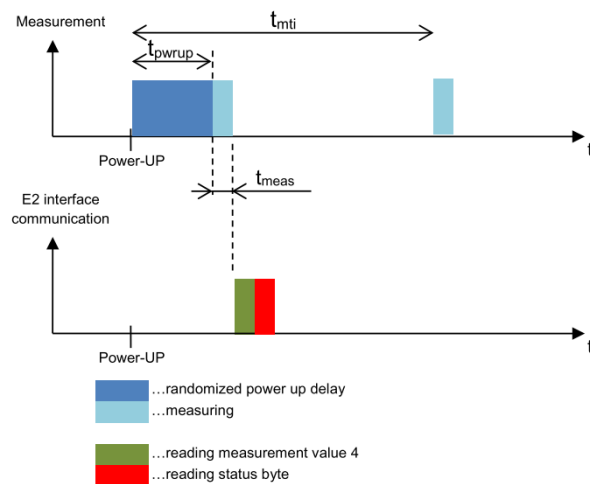 Measurement
tmti
tpwrup
Power-UP
t
tmeas
E2 interface
communication
Power-UP
t
...randomized power up delay
...measuring
...reading measurement value 4
...reading status byte